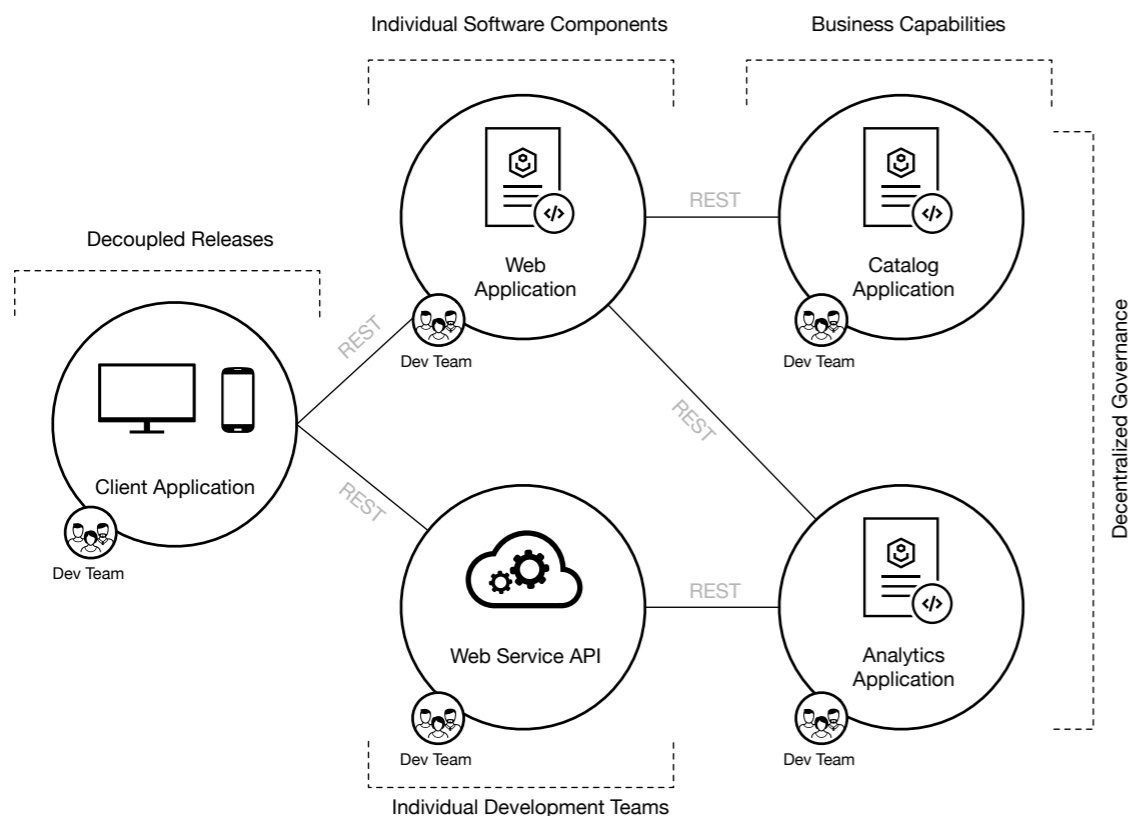 Individual Software Components
Business Capabilities
Decoupled Releases
Web
Application
REST
Catalog
Application
Dev Team
Dev Team
REST
Client Application
Dev Team
REST
REST
Decentralized Governance
Web Service API
REST
Analytics
Application
Dev Team
Dev Team
Individual Development Teams